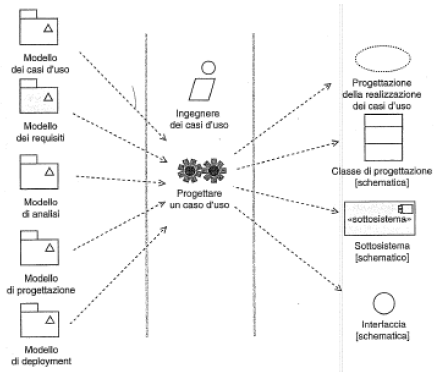 Modello
dei casi d'uso
Modello
dei requisiti
Modello
di analisi
Modello
di progettazione
Modello
di deployment
Ingegnere
dei casi d'uso
Progettare
un caso d'uso
Progettazione
della realizzazione
dei casi d'uso
Classe di progettazione
[schematica]
«sottosistema»
Sottosistema
[schematico]
Interfaccia
[schematica]